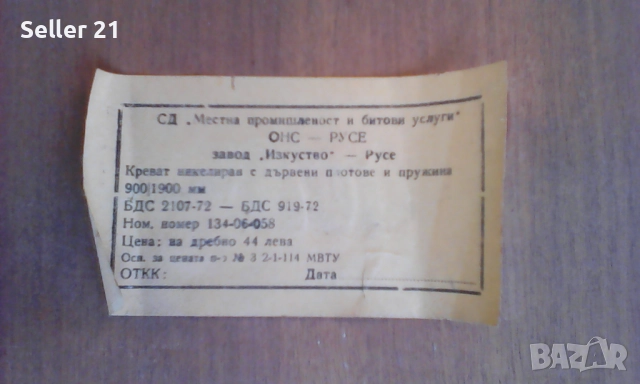 Seller 21
СД „Местна промишленост и битови услуги"
ОНС — РУСЕ
завод „Изкуство" — Русе
Креват никелиран с дървени плотове и пружина
900/1900 мм
БДС 2107-72 — БДС 919-72
Ном. номер 134-06-058
Цена: на дребно 44 лева
Осн. за цената п-з № З 2-1-114 МВТУ
ОТКК: Дата
BAZAR